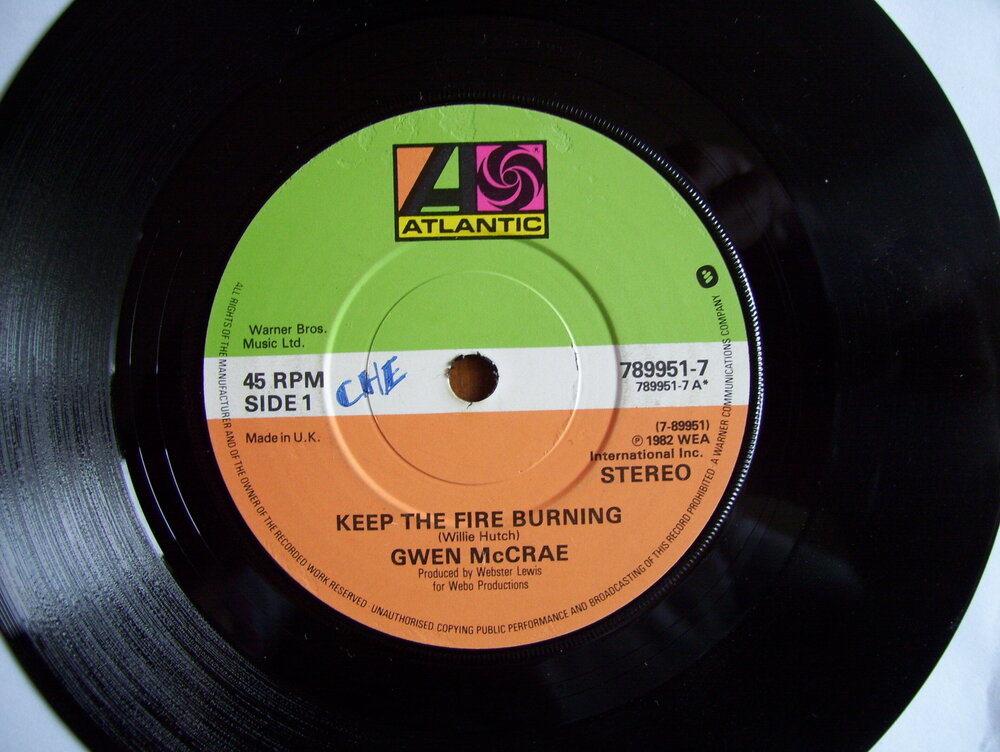 ATLANTIC
Warner Bros.
Music Ltd.
45 RPM
SIDE 1
CHE
789951-7
789951-7 A*
Made in U.K.
(7-89951)
℗ 1982 WEA
International Inc.
STEREO
KEEP THE FIRE BURNING
(Willie Hutch)
GWEN McCRAE
Produced by Webster Lewis
for Webo Productions
ALL RIGHTS OF THE MANUFACTURER AND OF THE OWNER OF THE RECORDED WORK RESERVED UNAUTHORISED COPYING PUBLIC PERFORMANCE AND BROADCASTING OF THIS RECORD PROHIBITED A WARNER COMMUNICATIONS COMPANY